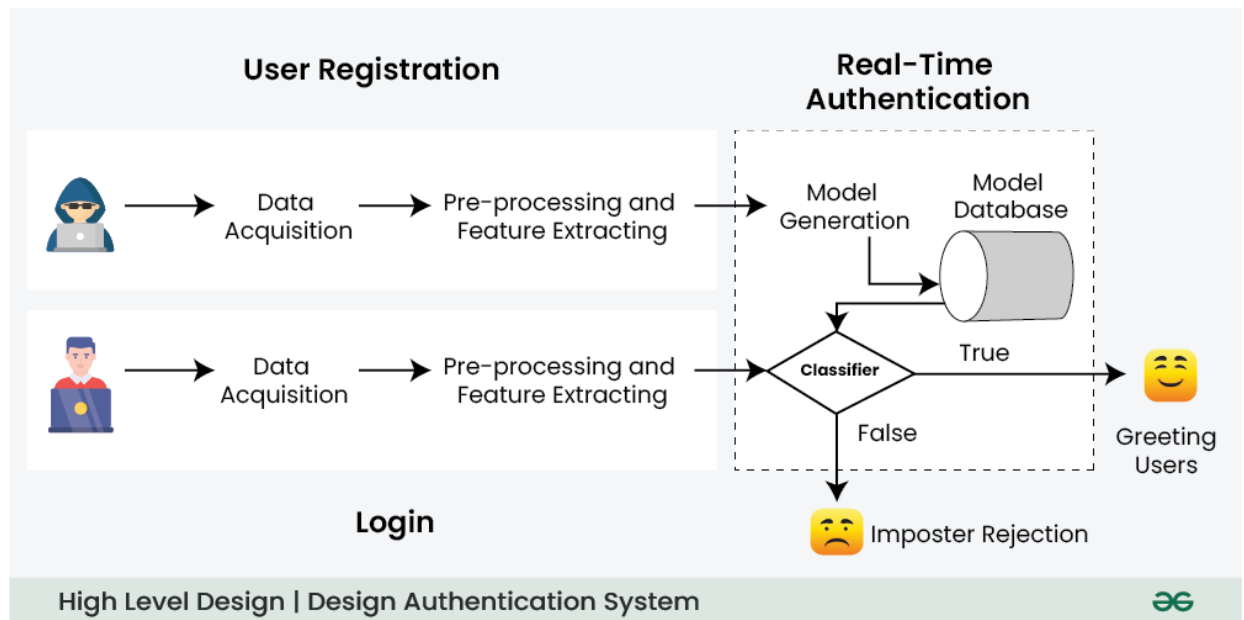 User Registration
Real-Time
Authentication
Data
Acquisition
Pre-processing and
Feature Extracting
Model
Generation
Model
Database
Data
Acquisition
Pre-processing and
Feature Extracting
Classifier
True
False
Greeting
Users
Login
Imposter Rejection
High Level Design | Design Authentication System